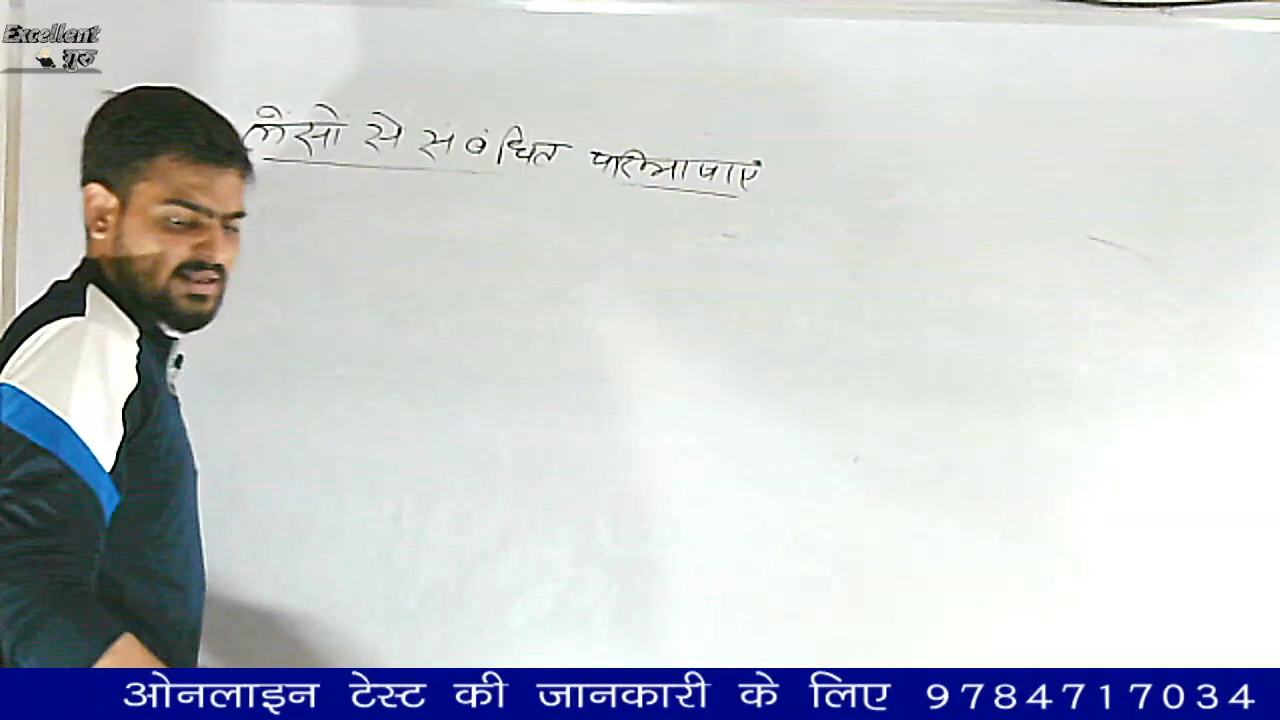 Excellent
गुरु
लेंसो से संबंधित परिभाषाएं
ओनलाइन टेस्ट की जानकारी के लिए 9784717034